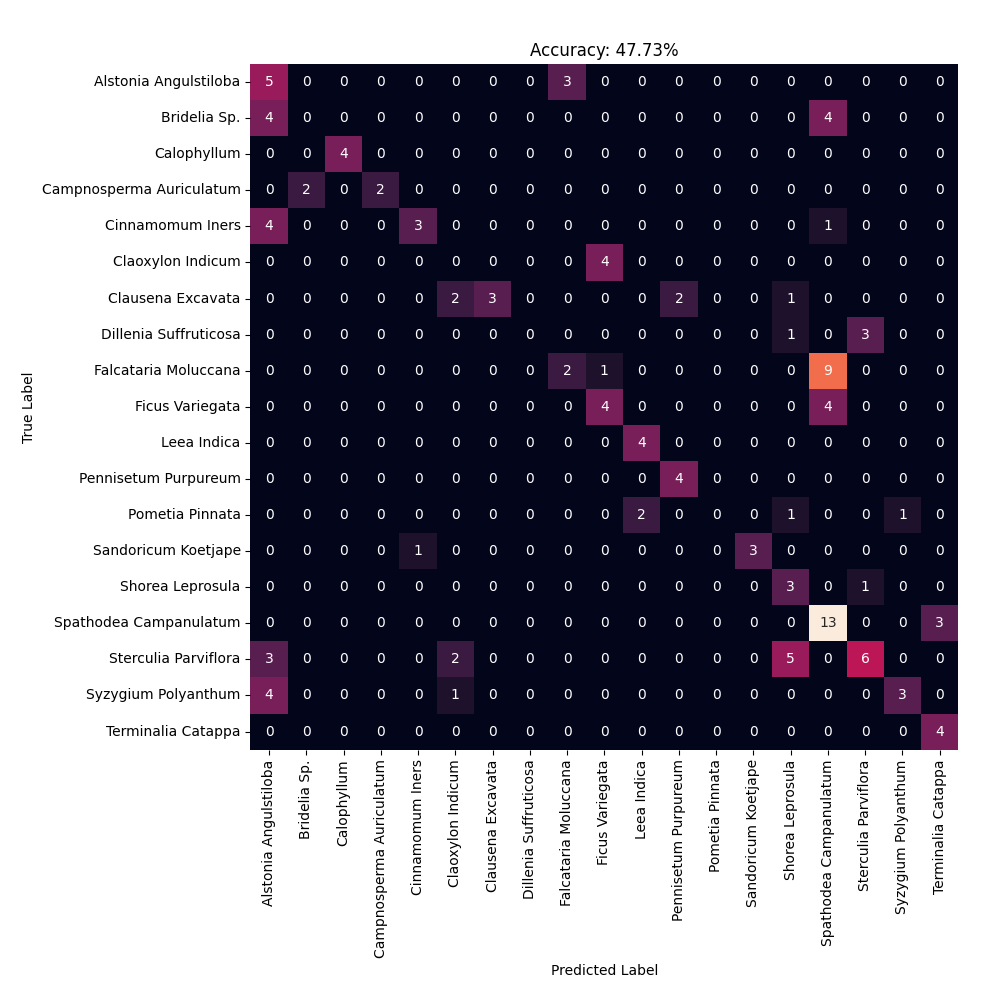 Accuracy: 47.73%
Alstonia Angulstiloba 5 0 0 0 0 0 0 0 3 0 0 0 0 0 0 0 0 0 0
Bridelia Sp. 4 0 0 0 0 0 0 0 0 0 0 0 0 0 0 4 0 0 0
Calophyllum 0 0 4 0 0 0 0 0 0 0 0 0 0 0 0 0 0 0 0
Campnosperma Auriculatum 0 2 0 2 0 0 0 0 0 0 0 0 0 0 0 0 0 0 0
Cinnamomum Iners 4 0 0 0 3 0 0 0 0 0 0 0 0 0 0 1 0 0 0
Claoxylon Indicum 0 0 0 0 0 0 0 0 0 4 0 0 0 0 0 0 0 0 0
Clausena Excavata 0 0 0 0 0 2 3 0 0 0 0 2 0 0 1 0 0 0 0
Dillenia Suffruticosa 0 0 0 0 0 0 0 0 0 0 0 0 0 0 1 0 3 0 0
Falcataria Moluccana 0 0 0 0 0 0 0 0 2 1 0 0 0 0 0 9 0 0 0
Ficus Variegata 0 0 0 0 0 0 0 0 0 4 0 0 0 0 0 4 0 0 0
Leea Indica 0 0 0 0 0 0 0 0 0 0 4 0 0 0 0 0 0 0 0
Pennisetum Purpureum 0 0 0 0 0 0 0 0 0 0 0 4 0 0 0 0 0 0 0
Pometia Pinnata 0 0 0 0 0 0 0 0 0 0 2 0 0 0 1 0 0 1 0
Sandoricum Koetjape 0 0 0 0 1 0 0 0 0 0 0 0 0 3 0 0 0 0 0
Shorea Leprosula 0 0 0 0 0 0 0 0 0 0 0 0 0 0 3 0 1 0 0
Spathodea Campanulatum 0 0 0 0 0 0 0 0 0 0 0 0 0 0 0 13 0 0 3
Sterculia Parviflora 3 0 0 0 0 2 0 0 0 0 0 0 0 0 5 0 6 0 0
Syzygium Polyanthum 4 0 0 0 0 1 0 0 0 0 0 0 0 0 0 0 0 3 0
Terminalia Catappa 0 0 0 0 0 0 0 0 0 0 0 0 0 0 0 0 0 0 4
True Label
Alstonia Angulstiloba
Bridelia Sp.
Calophyllum
Campnosperma Auriculatum
Cinnamomum Iners
Claoxylon Indicum
Clausena Excavata
Dillenia Suffruticosa
Falcataria Moluccana
Ficus Variegata
Leea Indica
Pennisetum Purpureum
Pometia Pinnata
Sandoricum Koetjape
Shorea Leprosula
Spathodea Campanulatum
Sterculia Parviflora
Syzygium Polyanthum
Terminalia Catappa
Predicted Label